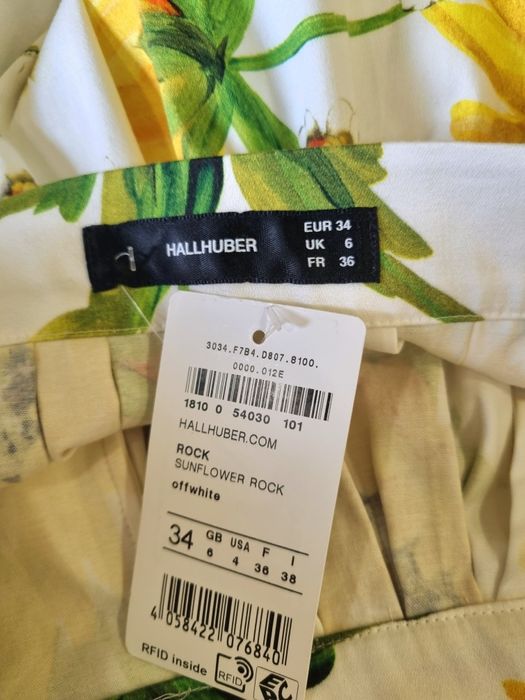 HALLHUBER
EUR 34
UK 6
FR 36
3034.F7B4.D807.8100.
0000.012E
1810 0 54030 101
HALLHUBER.COM
ROCK
SUNFLOWER ROCK
offwhite
34 GB USA F I
6 4 36 38
4 058422 076840
RFID inside RFID